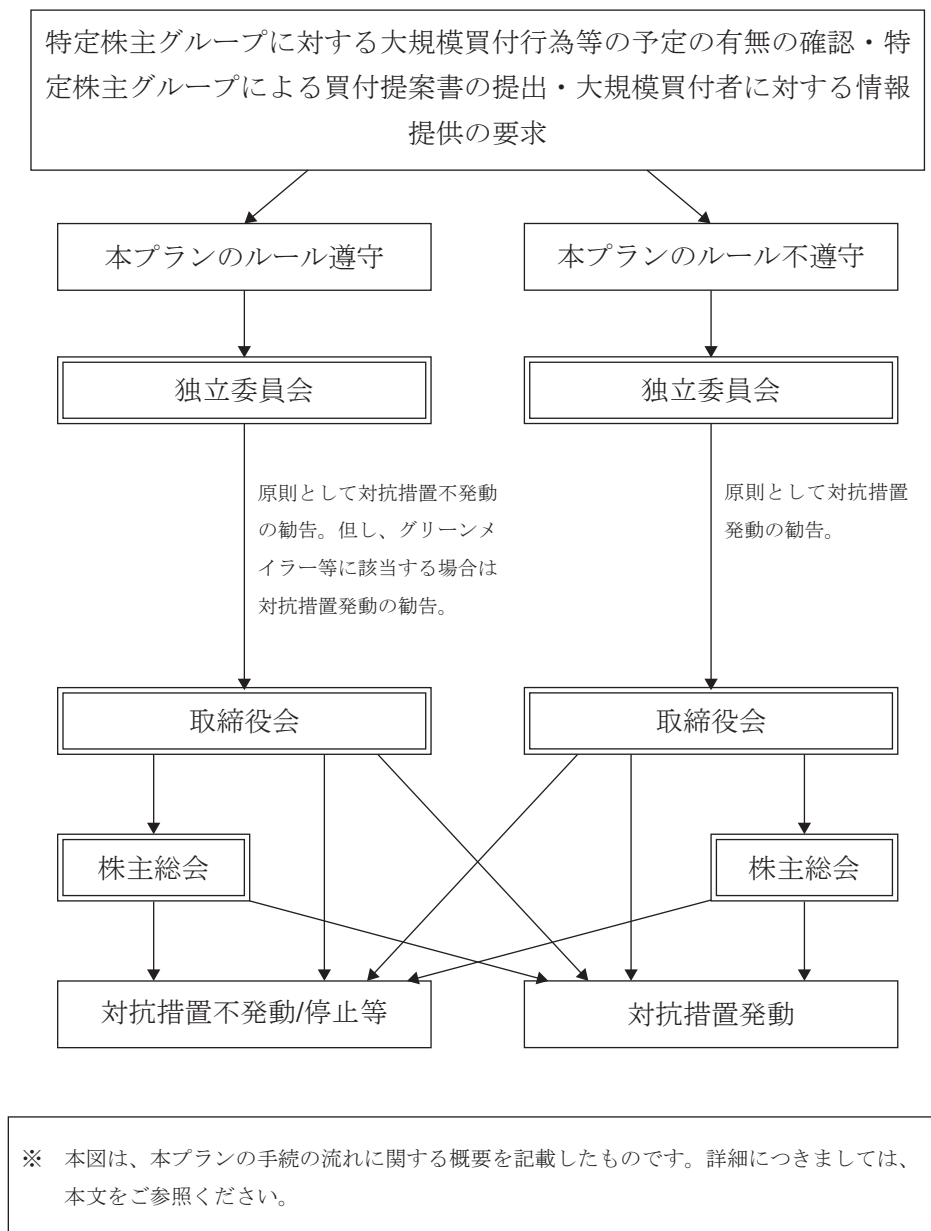 特定株主グループに対する大規模買付行為等の予定の有無の確認・特
定株主グループによる買付提案書の提出・大規模買付者に対する情報
提供の要求
本プランのルール遵守
本プランのルール不遵守
独立委員会
独立委員会
原則として対抗措置不発動
の勧告。但し、グリーンメ
イラー等に該当する場合は
対抗措置発動の勧告。
原則として対抗措置
発動の勧告。
取締役会
取締役会
株主総会
株主総会
対抗措置不発動/停止等
対抗措置発動
※ 本図は、本プランの手続の流れに関する概要を記載したものです。詳細につきましては、
本文をご参照ください。